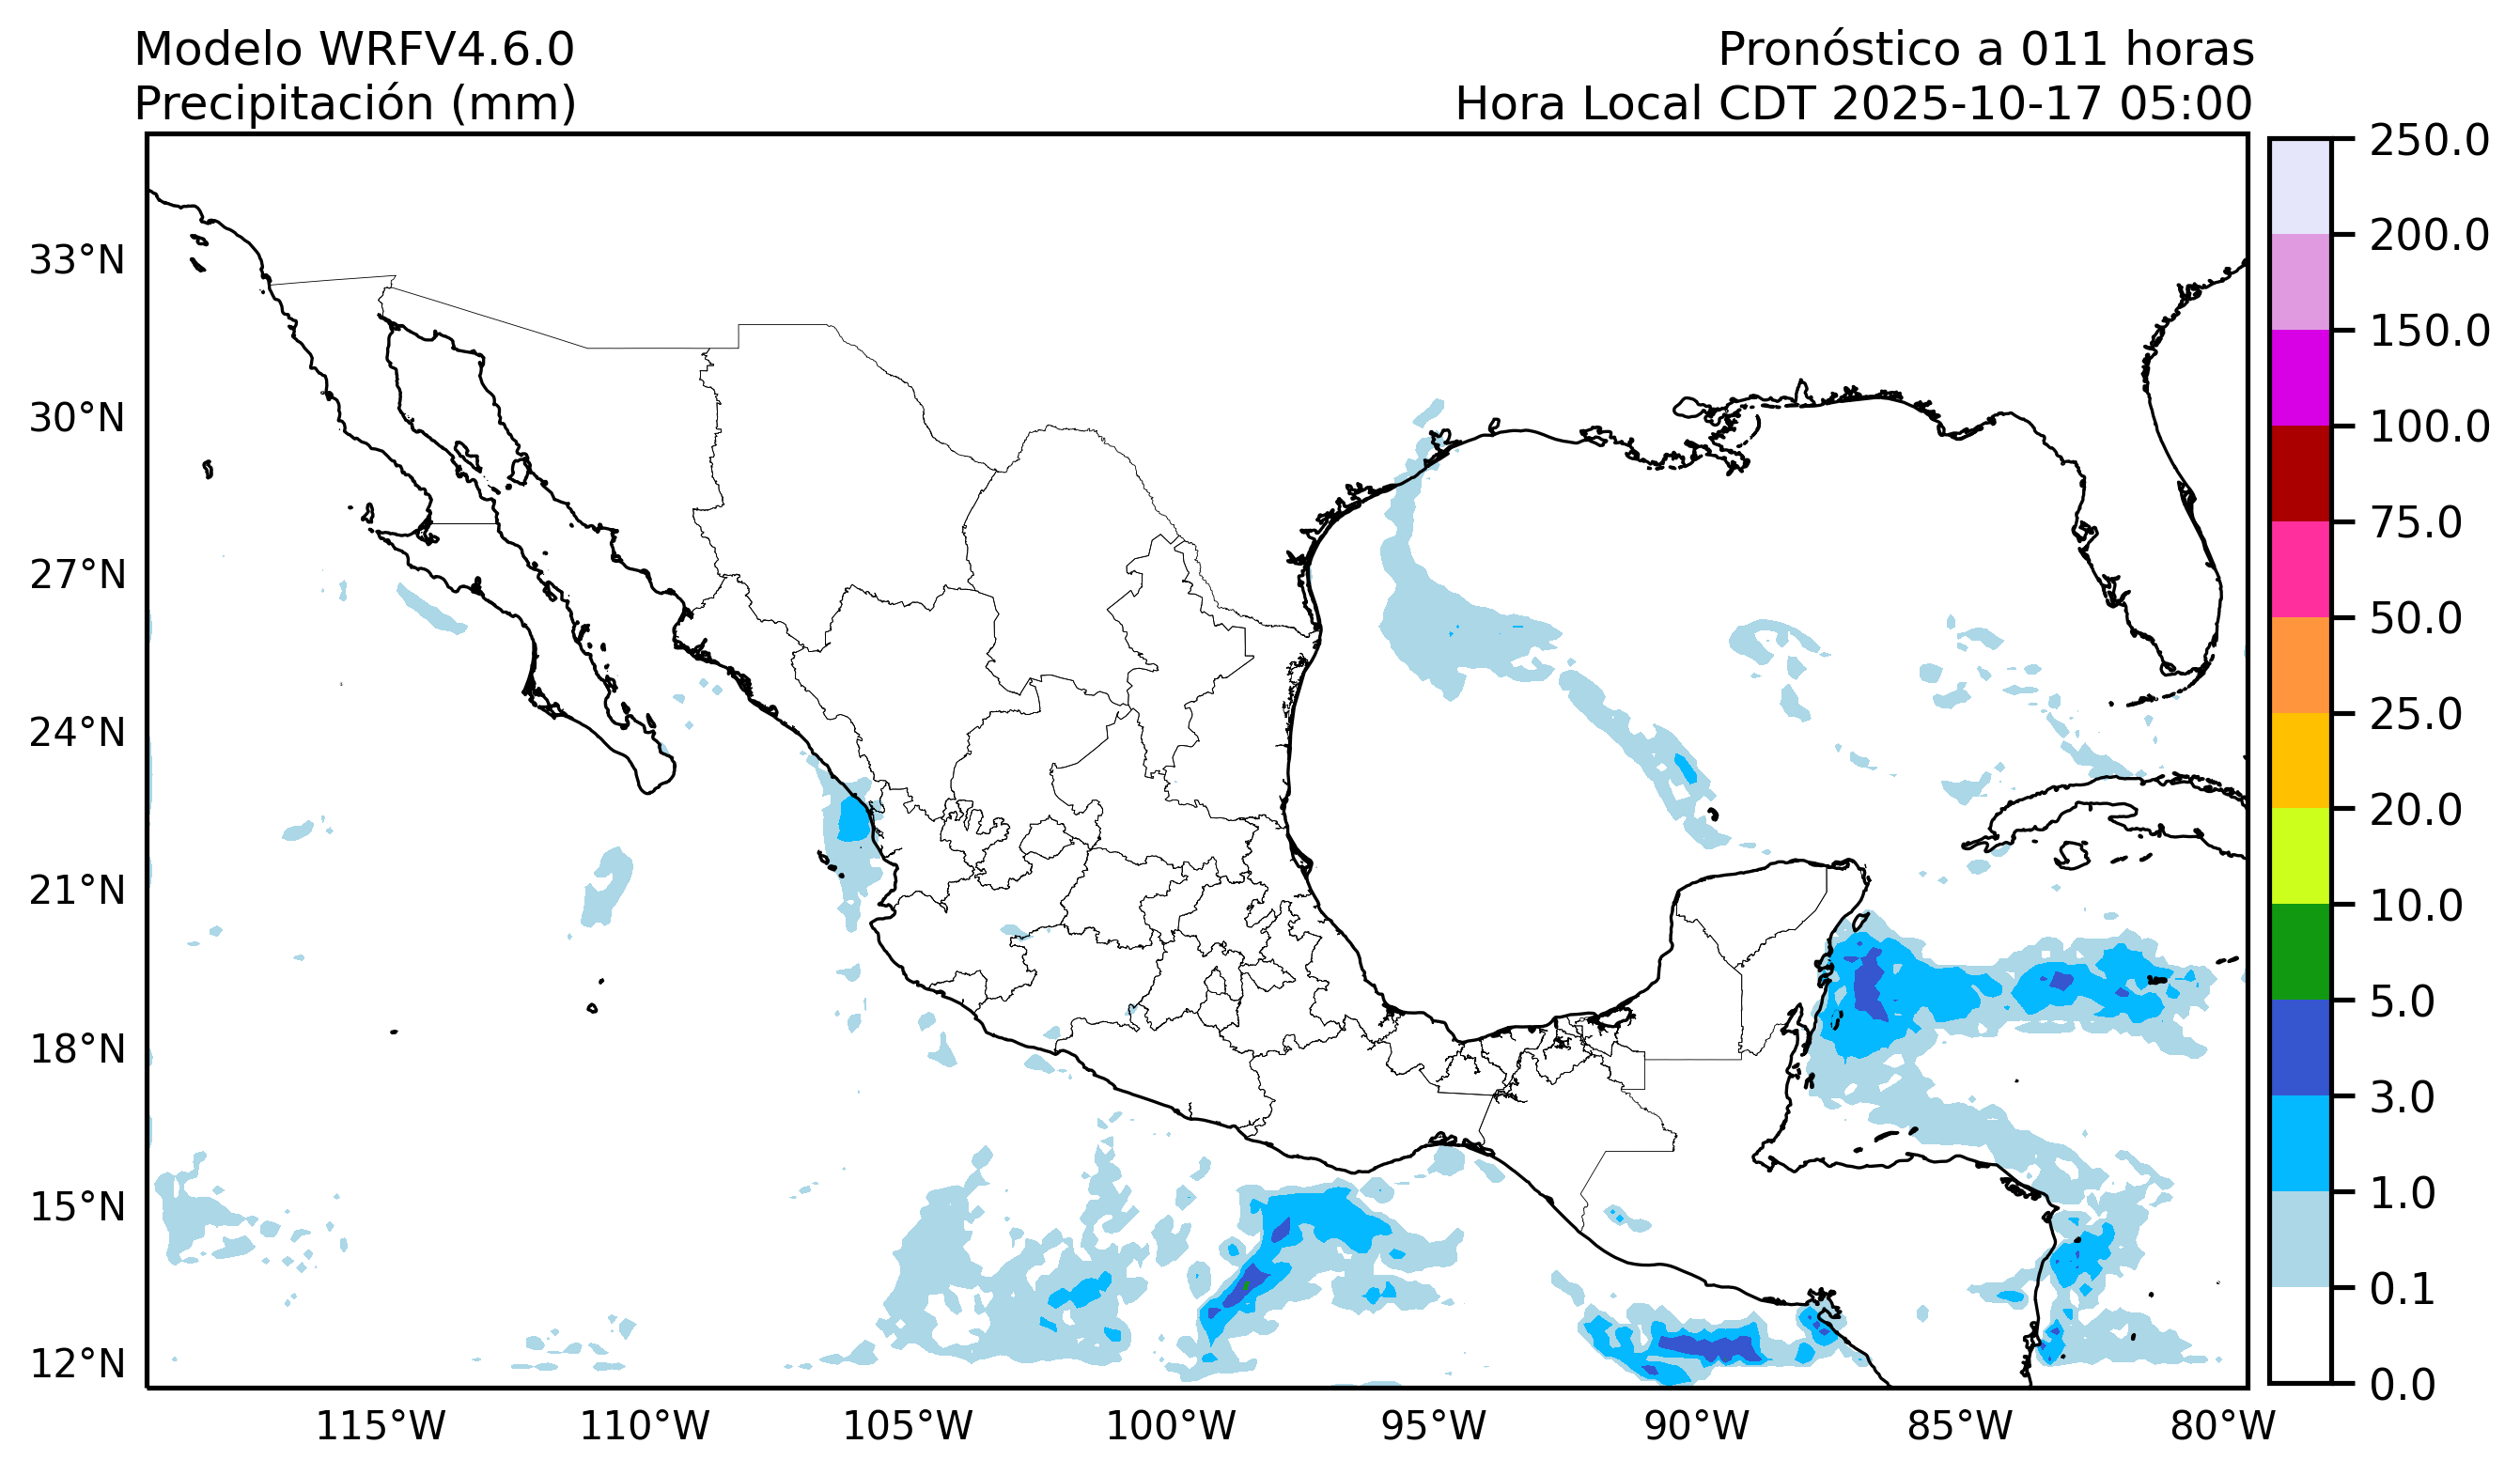 Modelo WRFV4.6.0
Precipitación (mm)
Pronóstico a 011 horas
Hora Local CDT 2025-10-17 05:00
33°N
30°N
27°N
24°N
21°N
18°N
15°N
12°N
115°W
110°W
105°W
100°W
95°W
90°W
85°W
80°W
250.0
200.0
150.0
100.0
75.0
50.0
25.0
20.0
10.0
5.0
3.0
1.0
0.1
0.0